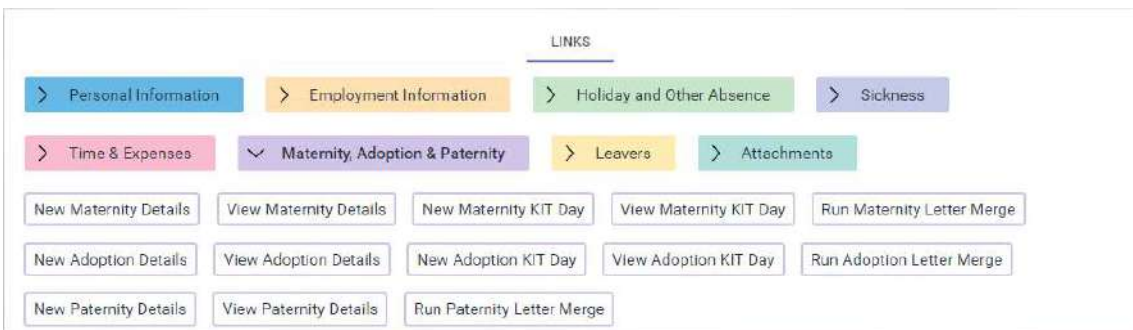 LINKS
Personal Information Employment Information Holiday and Other Absence Sickness
Time & Expenses Maternity, Adoption & Paternity Leavers Attachments
New Maternity Details View Maternity Details New Maternity KIT Day View Maternity KIT Day Run Maternity Letter Merge
New Adoption Details View Adoption Details New Adoption KIT Day View Adoption KIT Day Run Adoption Letter Merge
New Paternity Details View Paternity Details Run Paternity Letter Merge